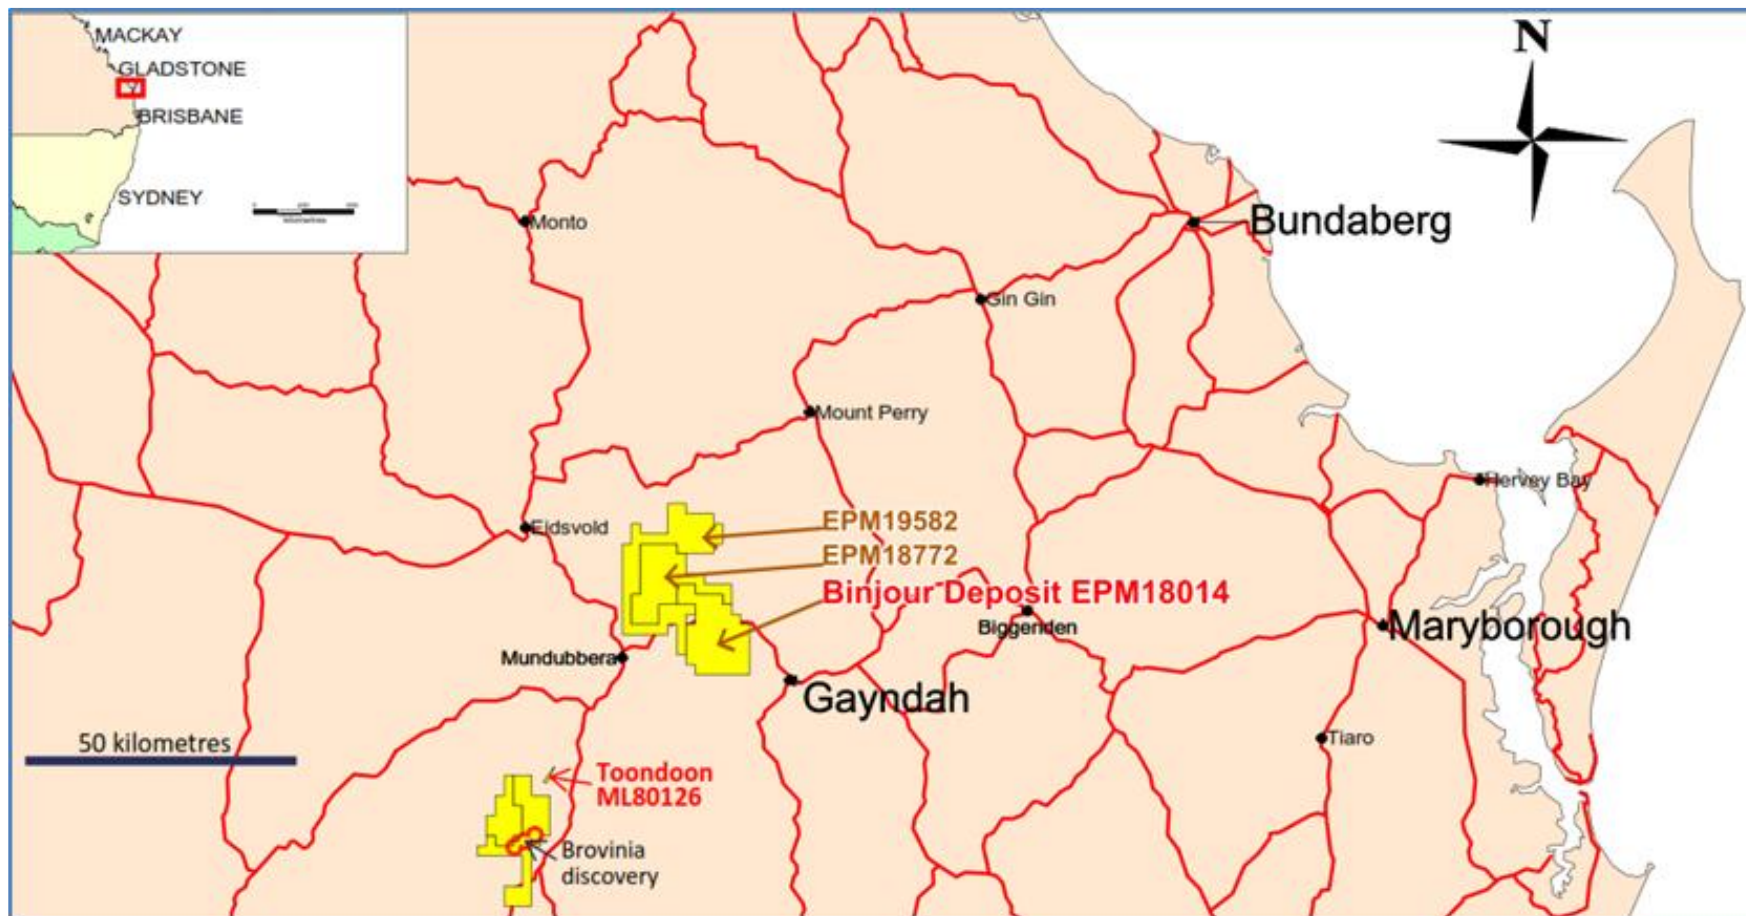 MACKAY
GLADSTONE
BRISBANE
SYDNEY
kilometres
N
Monto
Bundaberg
Gin Gin
Mount Perry
Hervey Bay
Eidsvold
EPM19582
EPM18772
Binjour Deposit EPM18014
Biggenden
Maryborough
Mundubbera
Gayndah
50 kilometres
Tiaro
Toondoon
ML80126
Brovinia
discovery